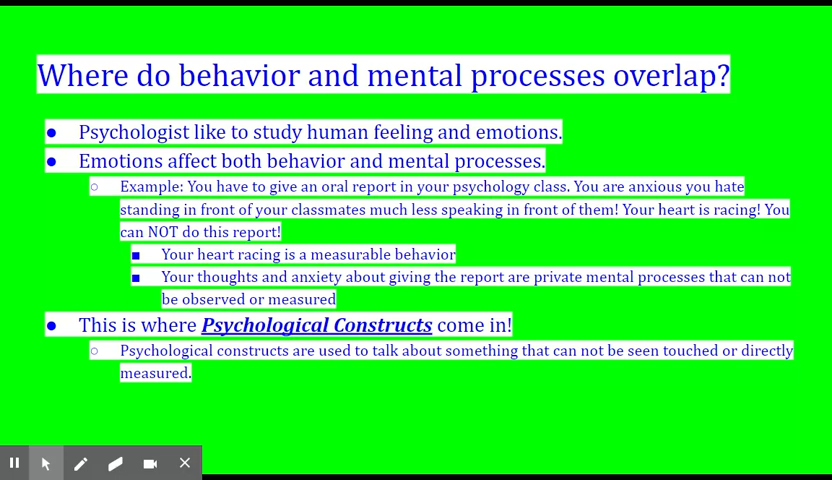 Where do behavior and mental processes overlap?
● Psychologist like to study human feeling and emotions.
● Emotions affect both behavior and mental processes.
○ Example: You have to give an oral report in your psychology class. You are anxious you hate
standing in front of your classmates much less speaking in front of them! Your heart is racing! You
can NOT do this report!
■ Your heart racing is a measurable behavior
■ Your thoughts and anxiety about giving the report are private mental processes that can not
be observed or measured
● This is where Psychological Constructs come in!
○ Psychological constructs are used to talk about something that can not be seen touched or directly
measured.